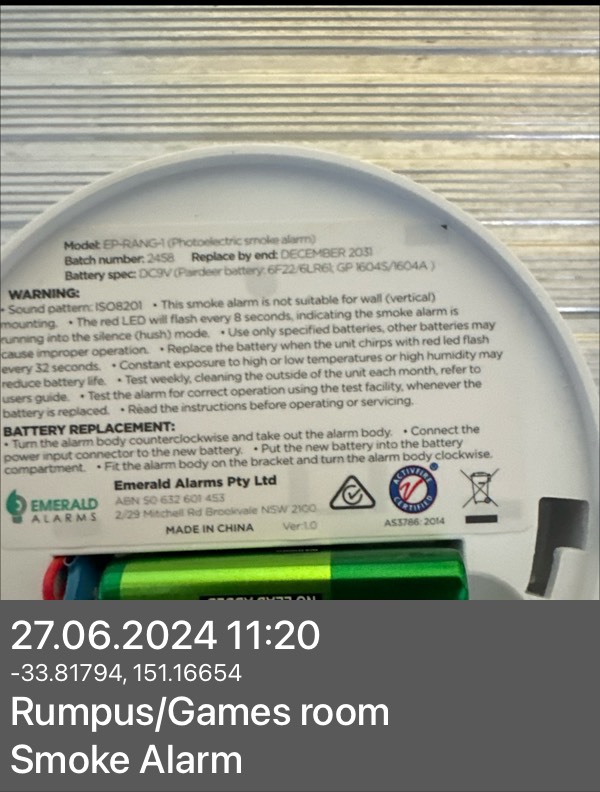 Model: EP-RANG-1 (Photoelectric smoke alarm)
Batch number: 2458 Replace by end: DECEMBER 2031
Battery spec: DC9V (Pairdeer battery: 6F22/6LR61; GP 1604S/1604A )
WARNING:
• Sound pattern: ISO8201 • This smoke alarm is not suitable for wall (vertical)
mounting. • The red LED will flash every 8 seconds, indicating the smoke alarm is
running into the silence (hush) mode. • Use only specified batteries, other batteries may
cause improper operation. • Replace the battery when the unit chirps with red led flash
every 32 seconds. • Constant exposure to high or low temperatures or high humidity may
reduce battery life. • Test weekly, cleaning the outside of the unit each month, refer to
users guide. • Test the alarm for correct operation using the test facility, whenever the
battery is replaced. • Read the instructions before operating or servicing.
BATTERY REPLACEMENT:
• Turn the alarm body counterclockwise and take out the alarm body. • Connect the
power input connector to the new battery. • Put the new battery into the battery
compartment. • Fit the alarm body on the bracket and turn the alarm body clockwise.
EMERALD
ALARMS
Emerald Alarms Pty Ltd
ABN 50 632 601 453
2/29 Mitchell Rd Brookvale NSW 2100
MADE IN CHINA Ver:1.0
ACTIVFIRE
CERTIFIED
AS3786: 2014
NO LEAD ADDED
27.06.2024 11:20
-33.81794, 151.16654
Rumpus/Games room
Smoke Alarm